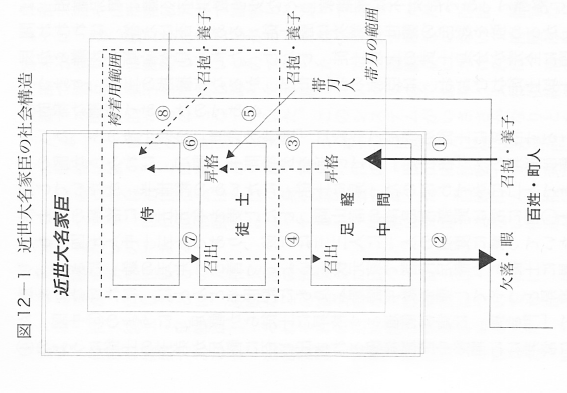 図12—1 近世大名家臣の社会構造
近世大名家臣
袴着用範囲
侍
⑦
⑥
⑧
召抱・養子
召出
徒士
昇格
④
③
⑤
召抱・養子
帯刀人
帯刀の範囲
召出
足軽
中間
昇格
②
①
欠落・暇
召抱・養子
百姓・町人